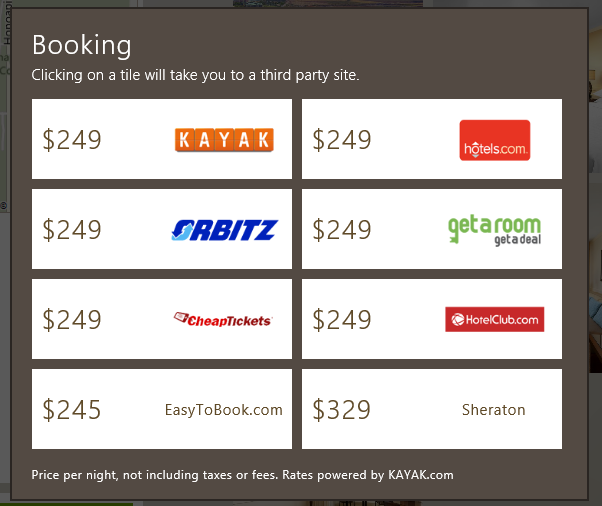 Booking
Clicking on a tile will take you to a third party site.
$249 KAYAK
$249 hotels.com
$249 ORBITZ
$249 getaroom
getadeal
$249 CheapTickets
$249 HotelClub.com
$245 EasyToBook.com
$329 Sheraton
Price per night, not including taxes or fees. Rates powered by KAYAK.com